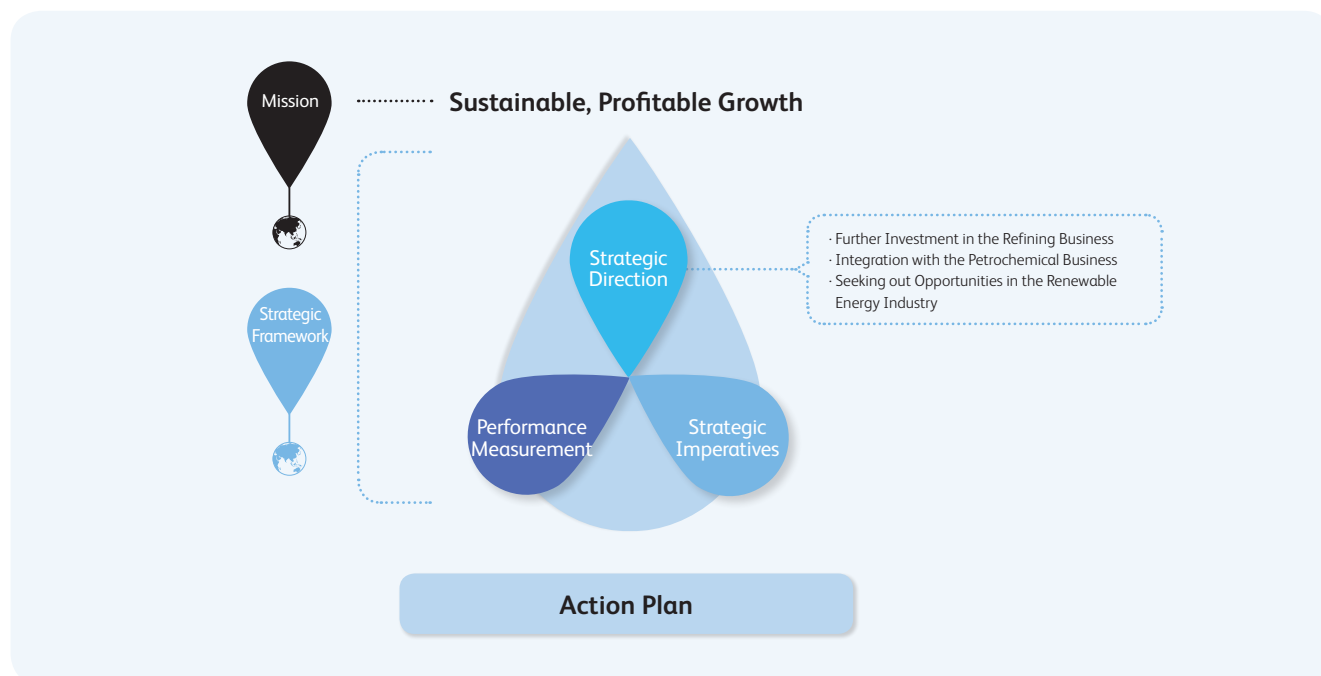 Mission
Sustainable, Profitable Growth
Strategic
Framework
Strategic
Direction
· Further Investment in the Refining Business
· Integration with the Petrochemical Business
· Seeking out Opportunities in the Renewable
Energy Industry
Performance
Measurement
Strategic
Imperatives
Action Plan